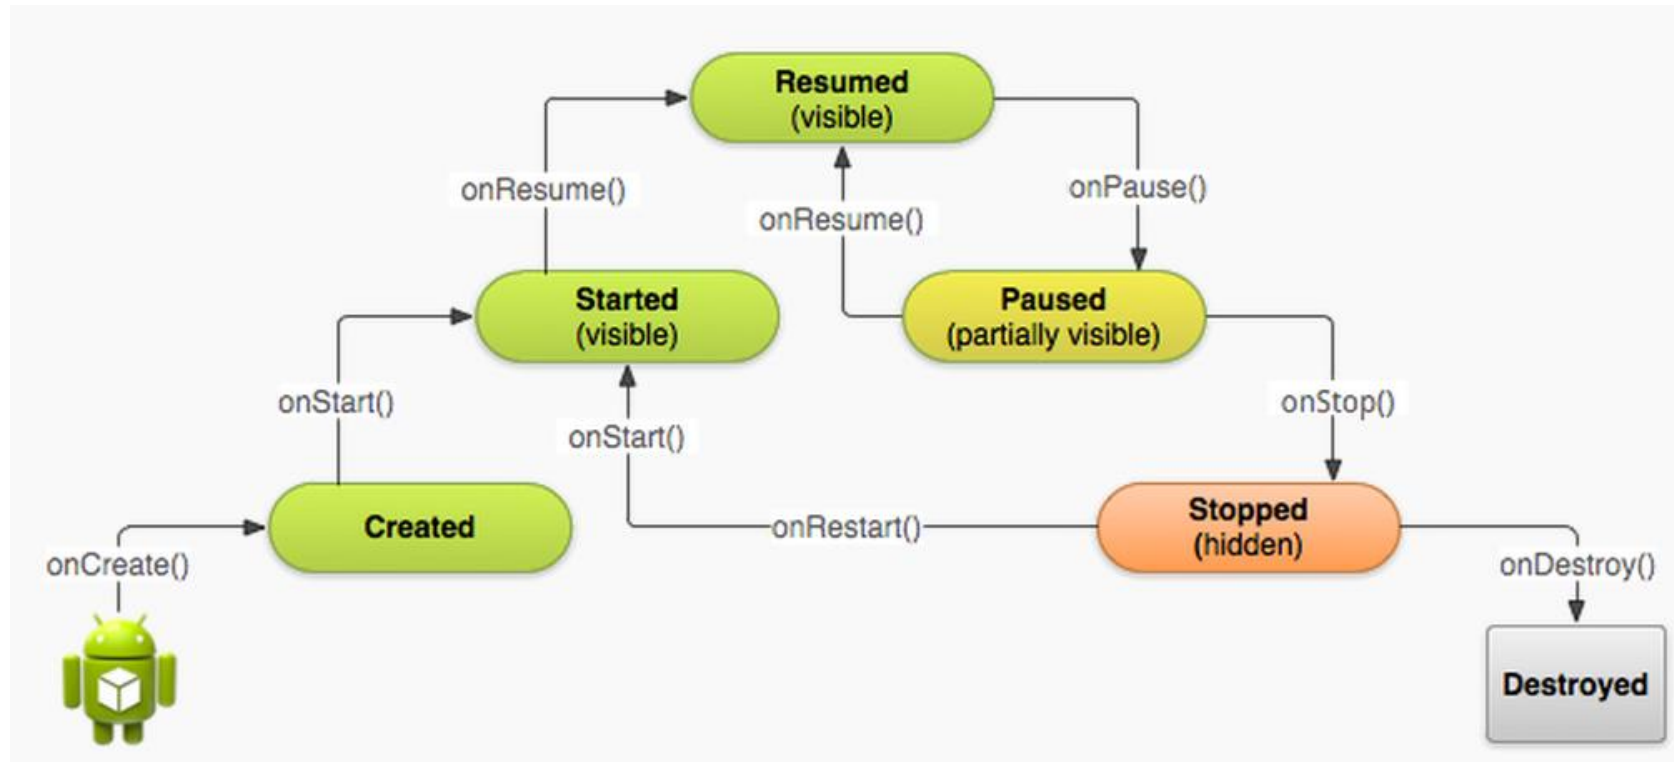 Resumed
(visible)
onResume()
onPause()
onResume()
Started
(visible)
Paused
(partially visible)
onStart()
onStop()
onStart()
Created
onRestart()
Stopped
(hidden)
onCreate()
onDestroy()
Destroyed